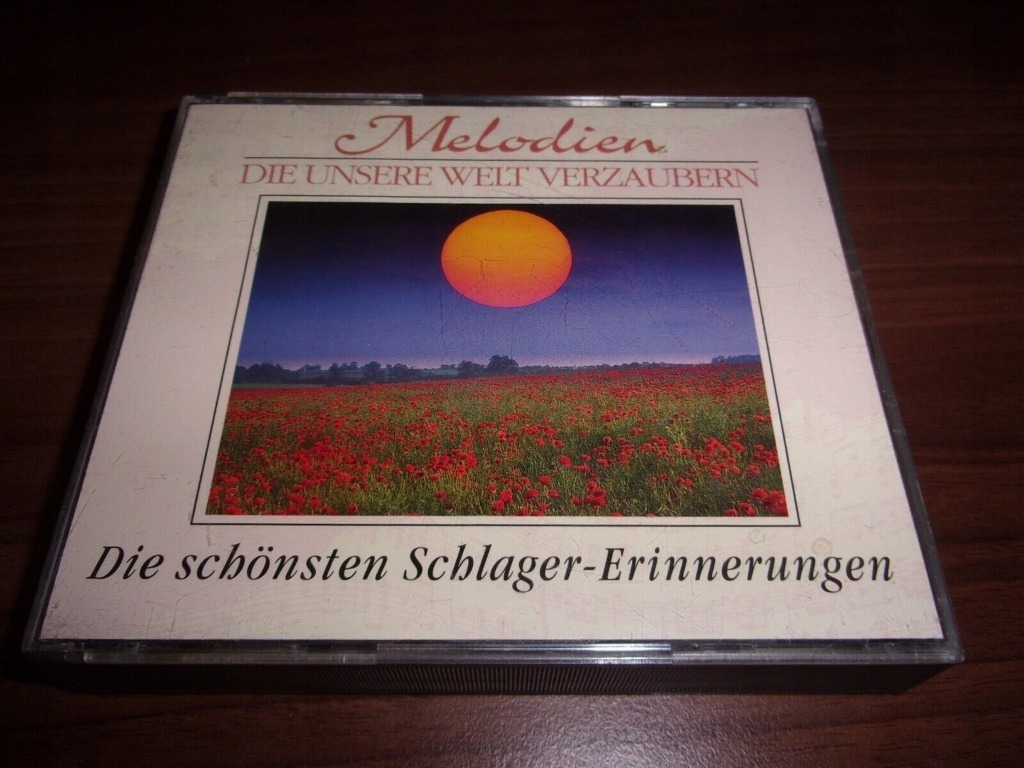 Melodien
DIE UNSERE WELT VERZAUBERN
Die schönsten Schlager-Erinnerungen